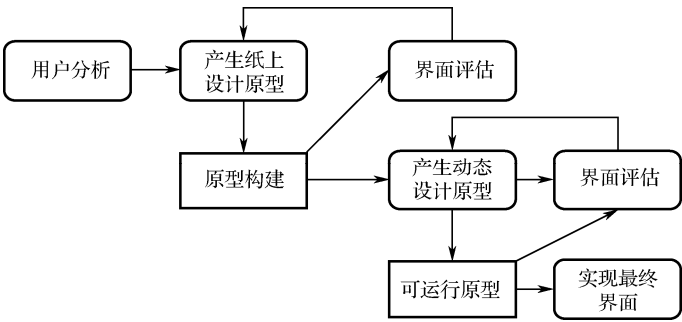 用户分析
产生纸上
设计原型
界面评估
原型构建
产生动态
设计原型
界面评估
可运行原型
实现最终
界面